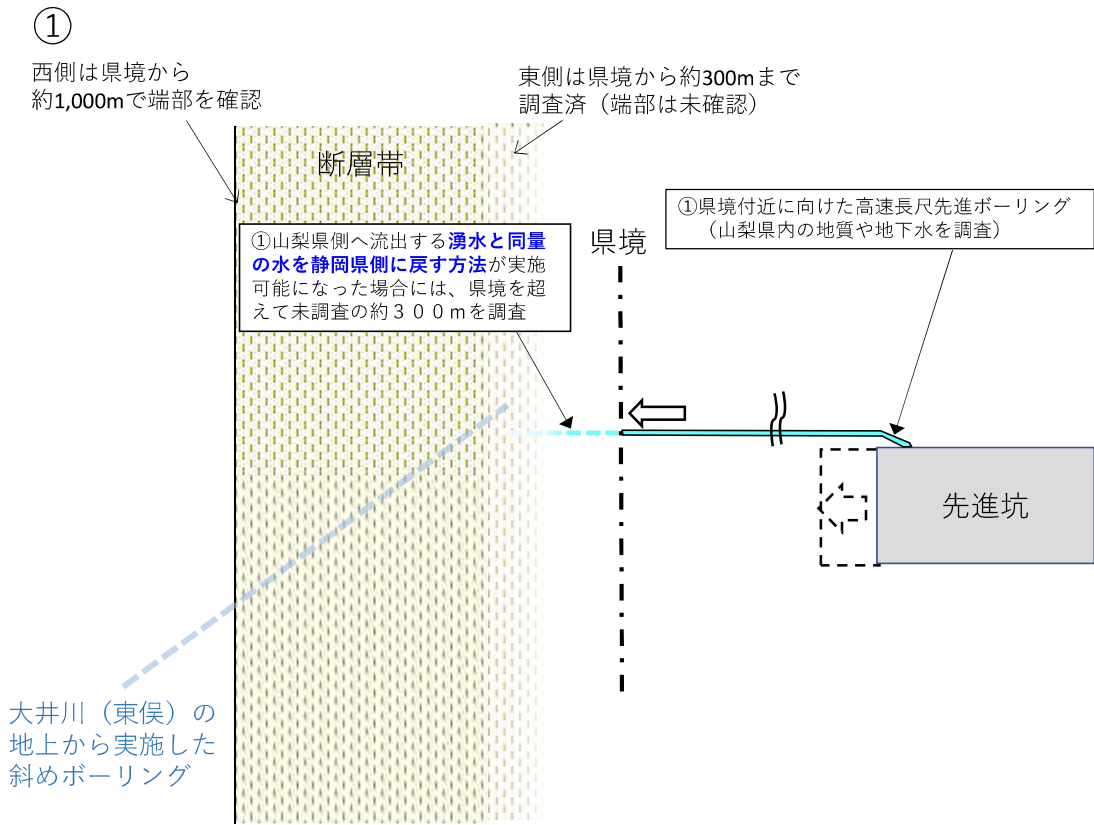 ①
西側は県境から
約1,000mで端部を確認
東側は県境から約300mまで
調査済（端部は未確認）
断層帯
①県境付近に向けた高速長尺先進ボーリング
（山梨県内の地質や地下水を調査）
①山梨県側へ流出する湧水と同量
の水を静岡県側に戻す方法が実施
可能になった場合には、県境を超
えて未調査の約３００ｍを調査
県境
先進坑
大井川（東俣）の
地上から実施した
斜めボーリング